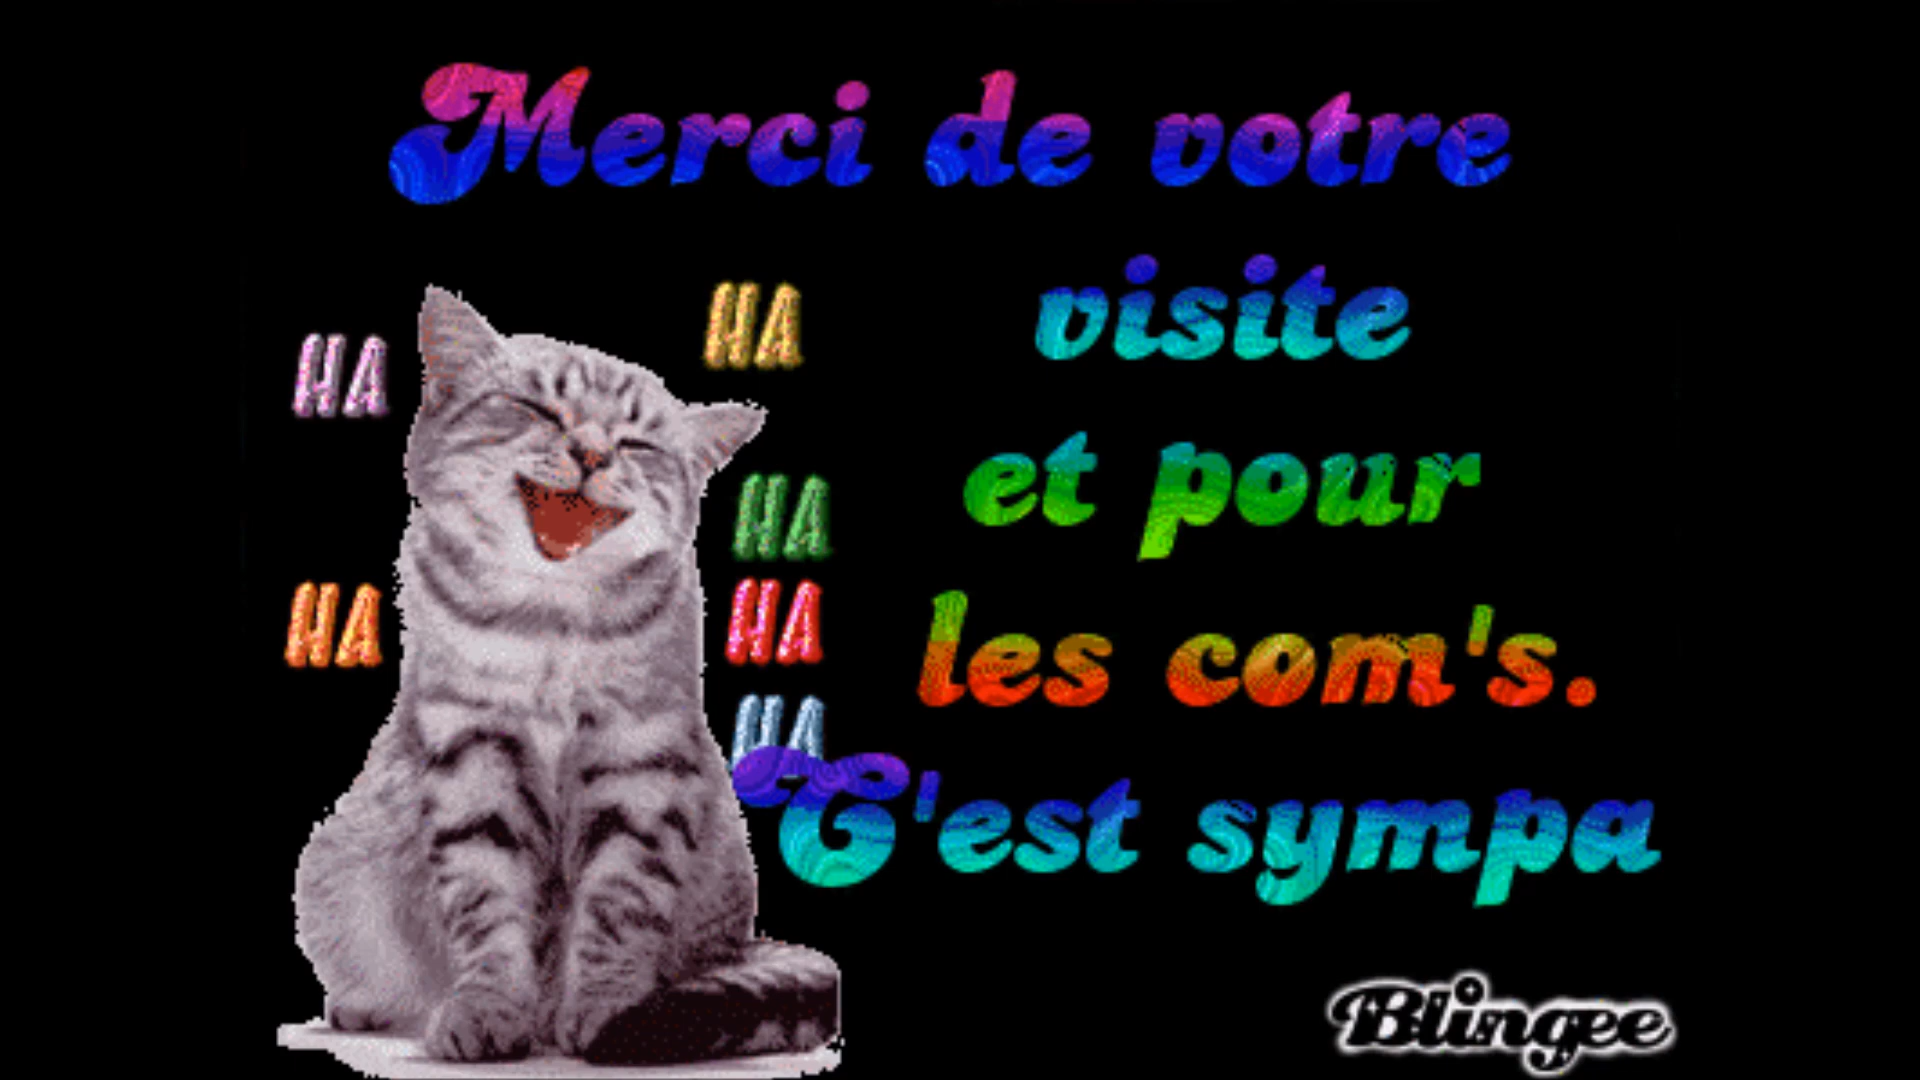 Merci de votre
visite
HA
HA
et pour
HA
HA
HA
les com's.
HA
C'est sympa
Blingee